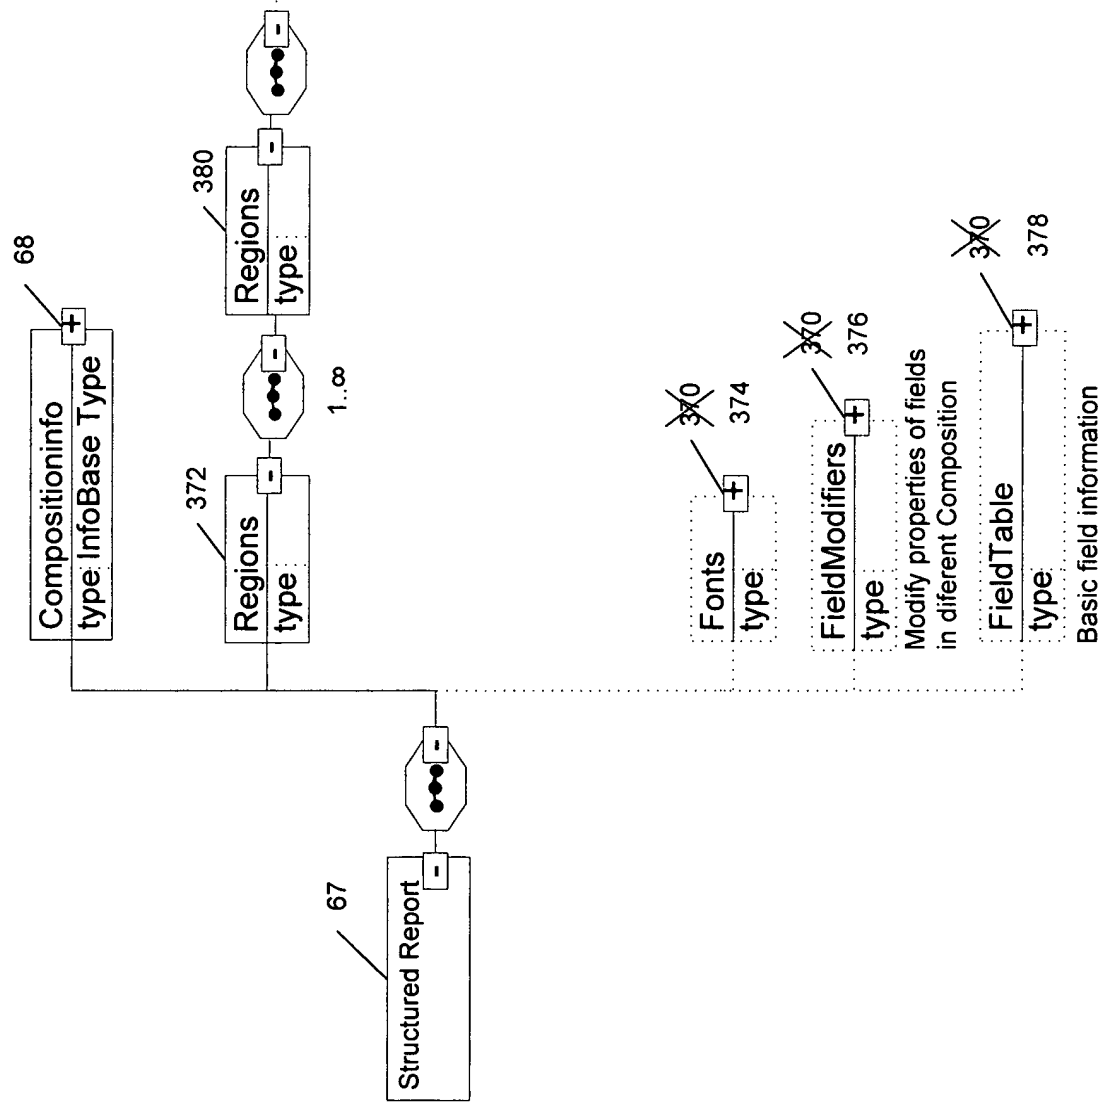 68
Compositioninfo
type InfoBase Type
380
Regions
type
372
Regions
type
1..∞
67
Structured Report
370
374
Fonts
type
370
376
FieldModifiers
type
Modify properties of fields
in diferent Composition
370
378
FieldTable
type
Basic field information